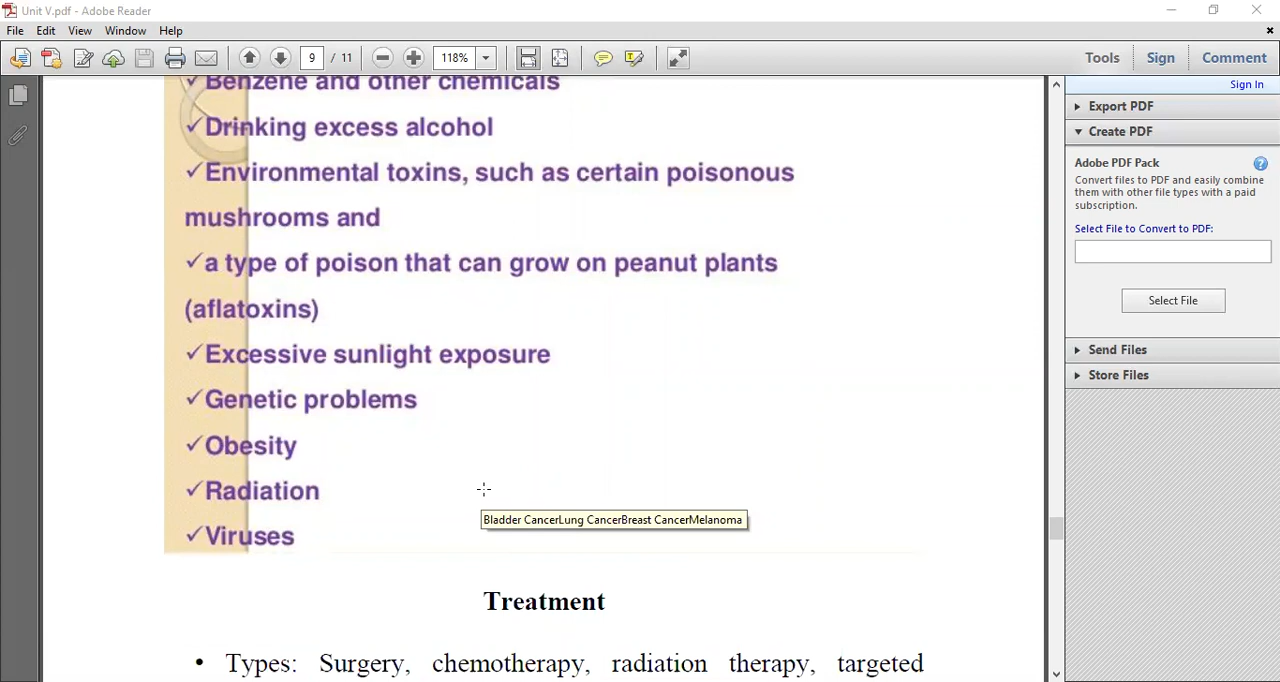 Unit V.pdf - Adobe Reader
File Edit View Window Help
9 / 11 118% Tools Sign Comment
Sign In
Export PDF
Create PDF
Adobe PDF Pack
Convert files to PDF and easily combine
them with other file types with a paid
subscription.
Select File to Convert to PDF:
Select File
Send Files
Store Files
✓Benzene and other chemicals
✓Drinking excess alcohol
✓Environmental toxins, such as certain poisonous
mushrooms and
✓a type of poison that can grow on peanut plants
(aflatoxins)
✓Excessive sunlight exposure
✓Genetic problems
✓Obesity
✓Radiation
Bladder CancerLung CancerBreast CancerMelanoma
✓Viruses
Treatment
• Types: Surgery, chemotherapy, radiation therapy, targeted